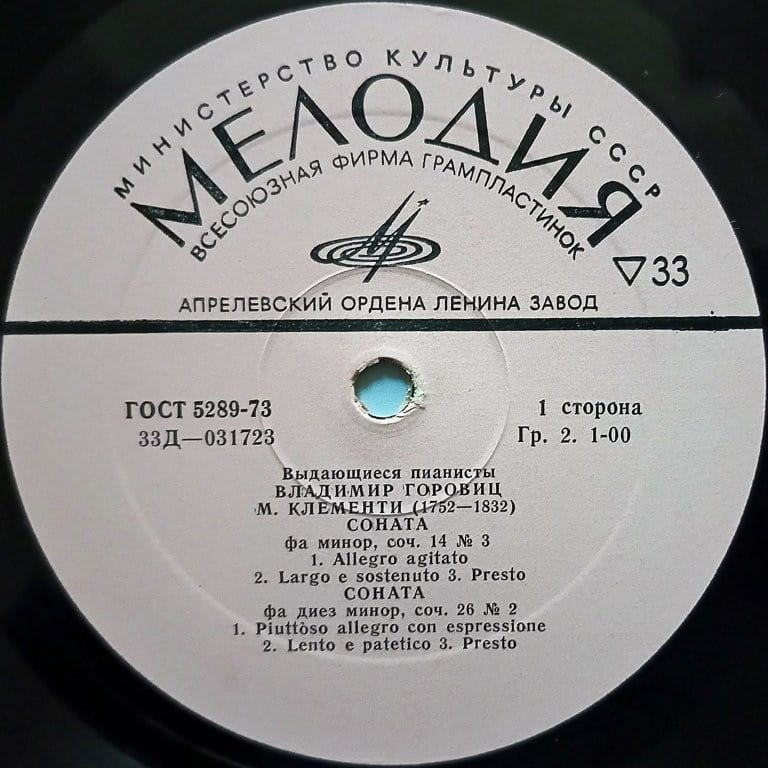 МИНИСТЕРСТВО КУЛЬТУРЫ СССР
МЕЛОДИЯ
ВСЕСОЮЗНАЯ ФИРМА ГРАМПЛАСТИНОК
▽33
АПРЕЛЕВСКИЙ ОРДЕНА ЛЕНИНА ЗАВОД
ГОСТ 5289-73
33Д—031723
1 сторона
Гр. 2. 1-00
Выдающиеся пианисты
ВЛАДИМИР ГОРОВИЦ
М. КЛЕМЕНТИ (1752—1832)
СОНАТА
фа минор, соч. 14 № 3
1. Allegro agitato
2. Largo e sostenuto 3. Presto
СОНАТА
фа диез минор, соч. 26 № 2
1. Piuttòso allegro con espressione
2. Lento e patetico 3. Presto